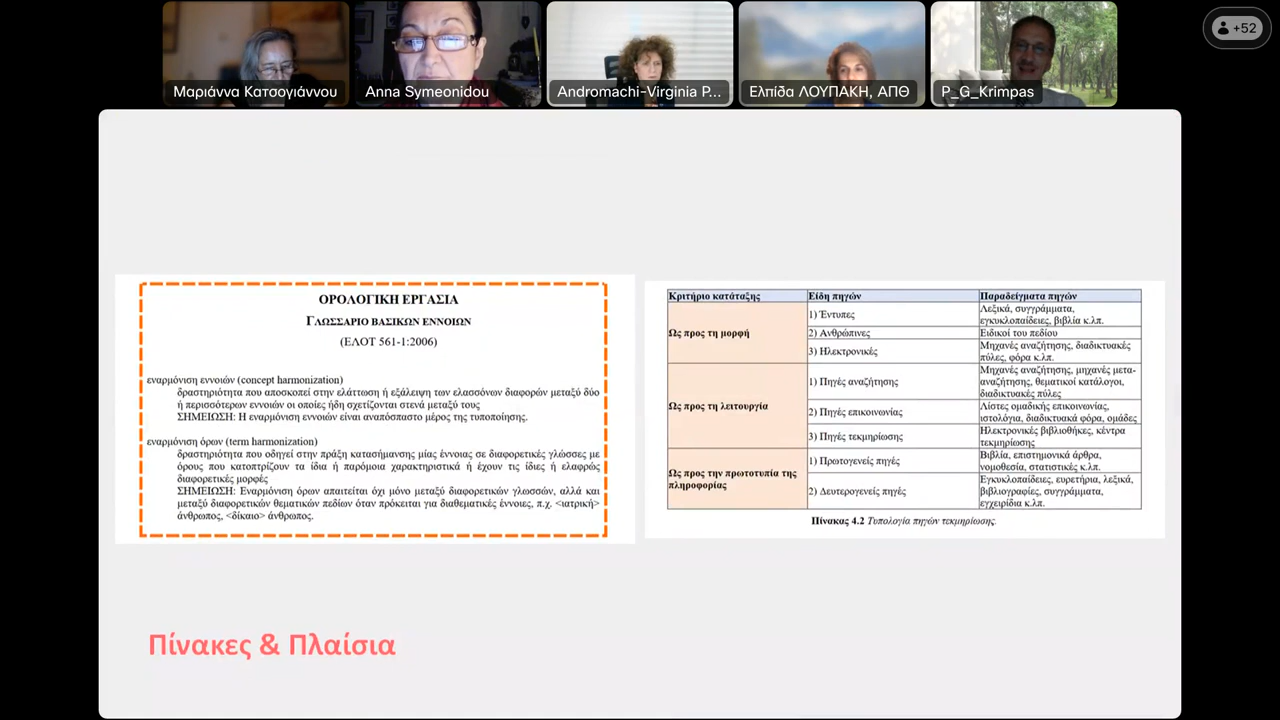 +52
Μαριάννα Κατσογιάννου
Anna Symeonidou
Andromachi-Virginia P...
Ελπίδα ΛΟΥΠΑΚΗ, ΑΠΘ
P_G_Krimpas
ΟΡΟΛΟΓΙΚΗ ΕΡΓΑΣΙΑ
ΓΛΩΣΣΑΡΙΟ ΒΑΣΙΚΩΝ ΕΝΝΟΙΩΝ
(ΕΛΟΤ 561-1:2006)
εναρμόνιση εννοιών (concept harmonization)
δραστηριότητα που αποσκοπεί στην ελάττωση ή εξάλειψη των ελασσόνων διαφορών μεταξύ δύο
ή περισσότερων εννοιών οι οποίες ήδη σχετίζονται στενά μεταξύ τους
ΣΗΜΕΙΩΣΗ: Η εναρμόνιση εννοιών είναι αναπόσπαστο μέρος της τυποποίησης.
εναρμόνιση όρων (term harmonization)
δραστηριότητα που οδηγεί στην πράξη κατασήμανσης μίας έννοιας σε διαφορετικές γλώσσες με
όρους που κατοπτρίζουν τα ίδια ή παρόμοια χαρακτηριστικά ή έχουν τις ίδιες ή ελαφρώς
διαφορετικές μορφές
ΣΗΜΕΙΩΣΗ: Εναρμόνιση όρων απαιτείται όχι μόνο μεταξύ διαφορετικών γλωσσών, αλλά και
μεταξύ διαφορετικών θεματικών πεδίων όταν πρόκειται για διαθεματικές έννοιες, π.χ. <ιατρική>
άνθρωπος, <δίκαιο> άνθρωπος.
Κριτήριο κατάταξης Είδη πηγών Παραδείγματα πηγών
Ως προς τη μορφή
1) Έντυπες
Λεξικά, συγγράμματα,
εγκυκλοπαίδειες, βιβλία κ.λπ.
2) Ανθρώπινες
Ειδικοί του πεδίου
3) Ηλεκτρονικές
Μηχανές αναζήτησης, διαδικτυακές
πύλες, φόρα κ.λπ.
Ως προς τη λειτουργία
1) Πηγές αναζήτησης
Μηχανές αναζήτησης, μηχανές μετα-
αναζήτησης, θεματικοί κατάλογοι,
διαδικτυακές πύλες
2) Πηγές επικοινωνίας
Λίστες ομαδικής επικοινωνίας,
ιστολόγια, διαδικτυακά φόρα, ομάδες
3) Πηγές τεκμηρίωσης
Ηλεκτρονικές βιβλιοθήκες, κέντρα
τεκμηρίωσης
Ως προς την πρωτοτυπία της
πληροφορίας
1) Πρωτογενείς πηγές
Βιβλία, επιστημονικά άρθρα,
νομοθεσία, στατιστικές κ.λπ.
2) Δευτερογενείς πηγές
Εγκυκλοπαίδειες, ευρετήρια, λεξικά,
βιβλιογραφίες, συγγράμματα,
εγχειρίδια κ.λπ.
Πίνακας 4.2 Τυπολογία πηγών τεκμηρίωσης.
Πίνακες & Πλαίσια